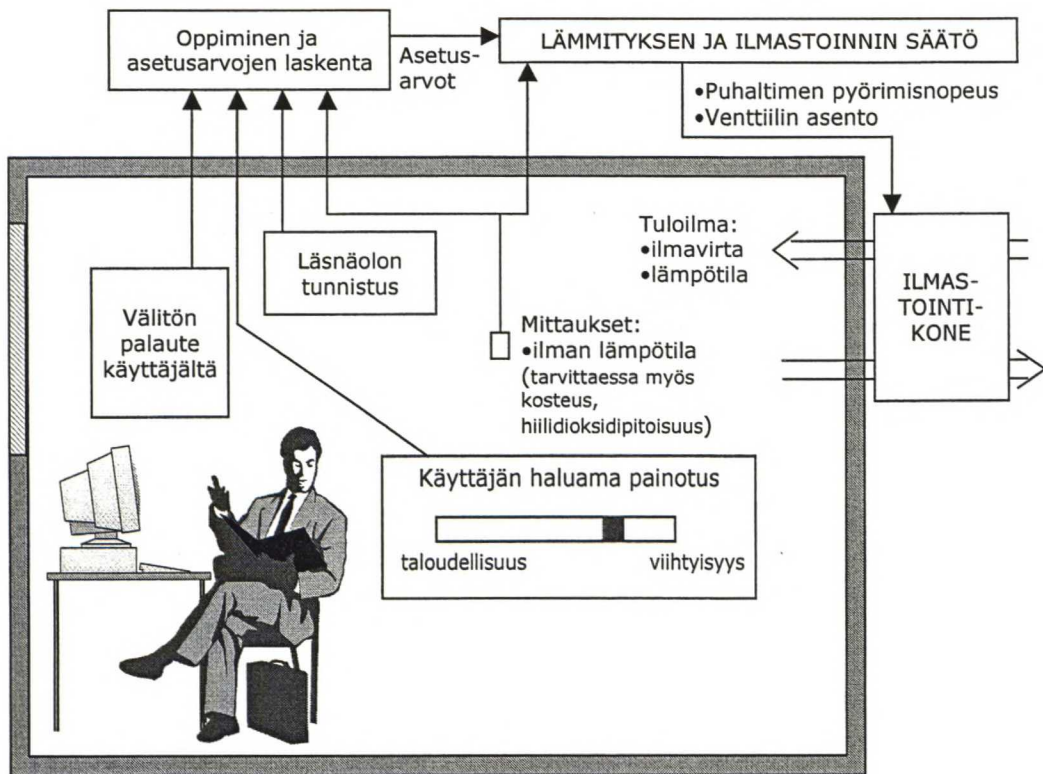 Oppiminen ja
asetusarvojen laskenta
Asetus-
arvot
LÄMMITYKSEN JA ILMASTOINNIN SÄÄTÖ
•Puhaltimen pyörimisnopeus
•Venttiilin asento
Välitön
palaute
käyttäjältä
Läsnäolon
tunnistus
Tuloilma:
•ilmavirta
•lämpötila
ILMAS-
TOINTI-
KONE
Mittaukset:
•ilman lämpötila
(tarvittaessa myös
kosteus,
hiilidioksidipitoisuus)
Käyttäjän haluama painotus
taloudellisuus
viihtyisyys